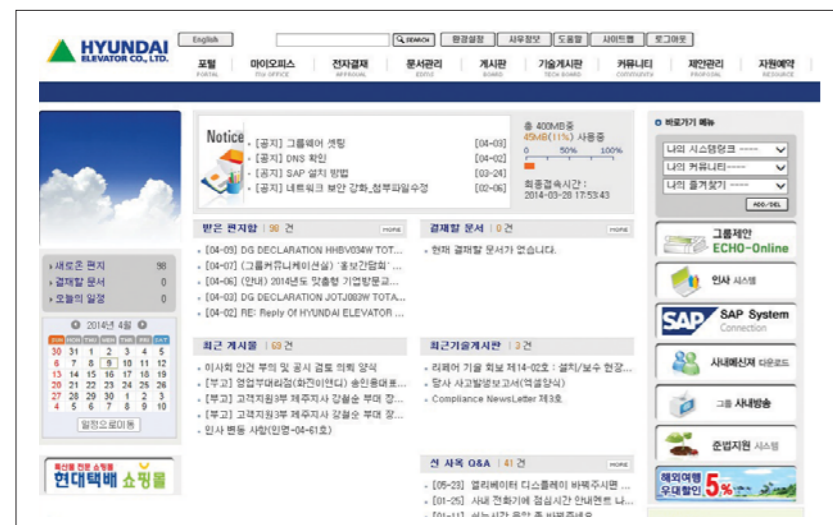 HYUNDAI
ELEVATOR CO., LTD.
English
SEARCH
환경설정
사우정보
도움말
사이트맵
로그아웃
포털 마이오피스 전자결재 문서관리 게시판 기술게시판 커뮤니티 제안관리 자원예약
PORTAL MY OFFICE APPROVAL EDMS BOARD TECH BOARD COMMUNITY PROPOSAL RESOURCE
Notice
[공지] 그룹웨어 셋팅 [04-03]
[공지] DNS 확인 [04-02]
[공지] SAP 설치 방법 [03-24]
[공지] 네트워크 보안 강화_첨부파일수정 [02-06]
총 400MB중
45MB(11%) 사용중
0 50% 100%
최종접속시간 :
2014-03-28 17:53:43
새로온 편지 98
결재할 문서 0
오늘의 일정 0
2014년 4월
SUN MON TUE WED THU FRI SAT
30 31 1 2 3 4 5
6 7 8 9 10 11 12
13 14 15 16 17 18 19
20 21 22 23 24 25 26
27 28 29 30 1 2 3
4 5 6 7 8 9 10
일정으로이동
특산물 전문 쇼핑몰
현대택배 쇼핑몰
받은 편지함 | 98 건 MORE
[04-09] DG DECLARATION HHBV034W TOT...
[04-07] (그룹커뮤니케이션실) '홍보간담회' ...
[04-06] (안내) 2014년도 맞춤형 기업방문교...
[04-03] DG DECLARATION JOTJ083W TOTA...
[04-02] RE: Reply Of HYUNDAI ELEVATOR ...
결재할 문서 | 0 건 MORE
현재 결재할 문서가 없습니다.
최근 게시물 | 69 건
이사회 안건 부의 및 공시 검토 의뢰 양식
[부고] 영업부대리점(화진이앤디) 송인용대표...
[부고] 고객지원3부 제주지사 강철순 부대 장...
[부고] 고객지원3부 제주지사 강철순 부대 장...
인사 변동 사항(인명-04-61호)
최근기술게시판 | 3 건
리페어 기술 회보 제14-02호 : 설치/보수 현장...
당사 사고발생보고서(엑셀양식)
Compliance NewsLetter 제3호
신 사옥 Q&A | 41 건 MORE
[05-23] 엘리베이터 디스플레이 바꿔주시면 ...
[01-25] 사내 전화기에 점심시간 안내멘트 나...
바로가기 메뉴
나의 시스템링크 ----
나의 커뮤니티----
나의 즐겨찾기 ----
ADD/DEL
그룹제안
ECHO-Online
인사 시스템
SAP
SAP System
Connection
사내메신저 다운로드
그룹 사내방송
준법지원 시스템
해외여행
우대할인 5%